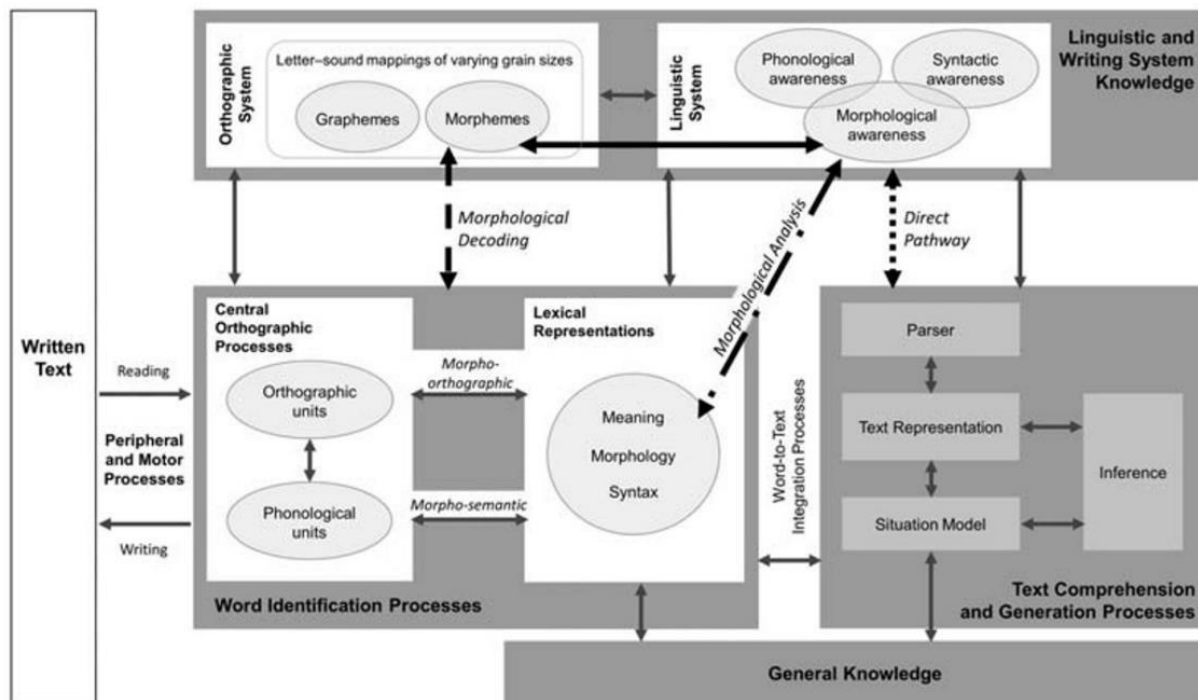 Written
Text
Reading
Peripheral
and Motor
Processes
Writing
Orthographic
System
Letter–sound mappings of varying grain sizes
Graphemes
Morphemes
Linguistic
System
Phonological
awareness
Syntactic
awareness
Morphological
awareness
Linguistic and
Writing System
Knowledge
Morphological
Decoding
Morphological Analysis
Direct
Pathway
Central
Orthographic
Processes
Orthographic
units
Phonological
units
Morpho-
orthographic
Morpho-semantic
Lexical
Representations
Meaning
Morphology
Syntax
Word Identification Processes
Word-to-Text
Integration Processes
Parser
Text Representation
Situation Model
Inference
Text Comprehension
and Generation Processes
General Knowledge